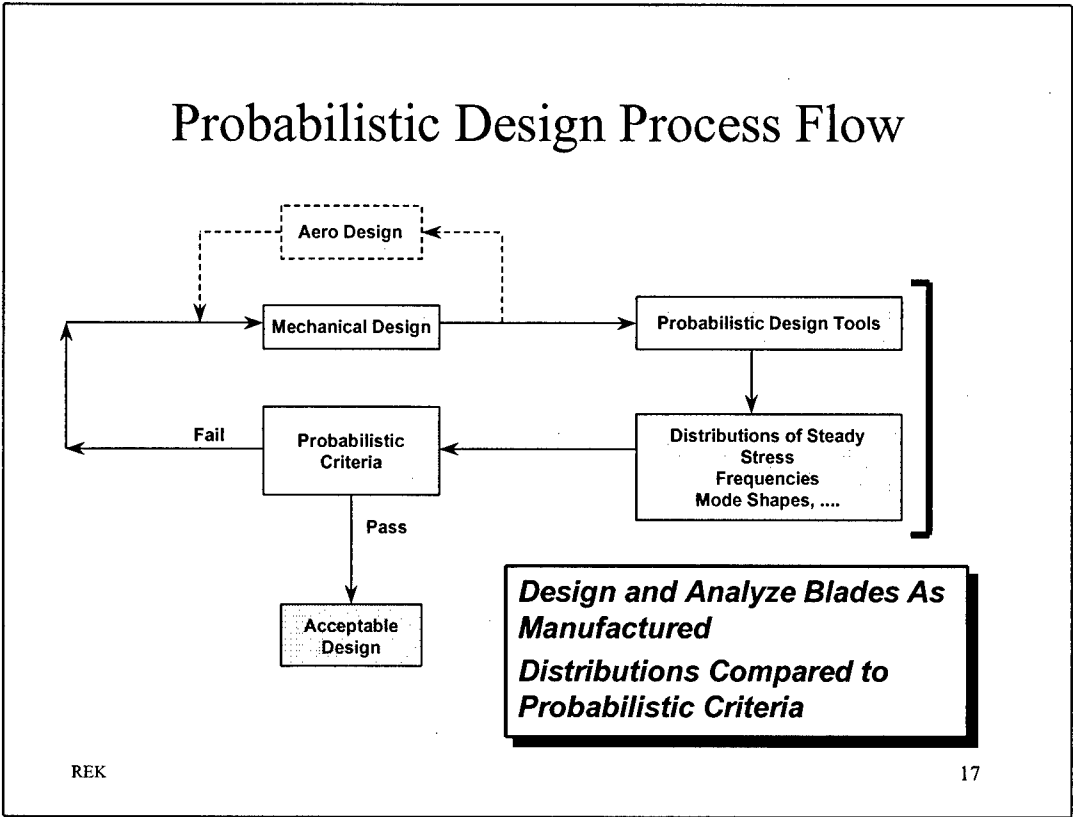 Probabilistic Design Process Flow
Aero Design
Mechanical Design
Probabilistic Design Tools
Fail
Probabilistic
Criteria
Distributions of Steady
Stress
Frequencies
Mode Shapes, ....
Pass
Acceptable
Design
Design and Analyze Blades As
Manufactured
Distributions Compared to
Probabilistic Criteria
REK
17